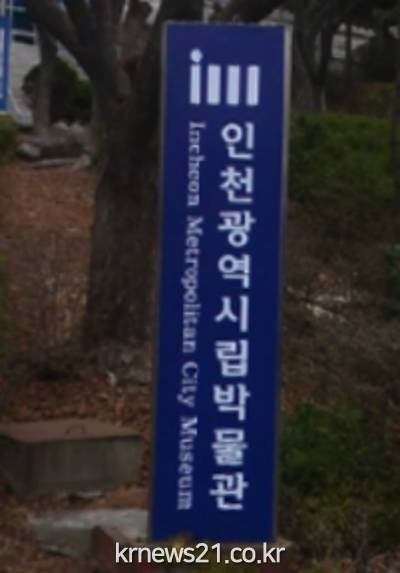 인천광역시립박물관
Incheon Metropolitan City Museum
krnews21.co.kr